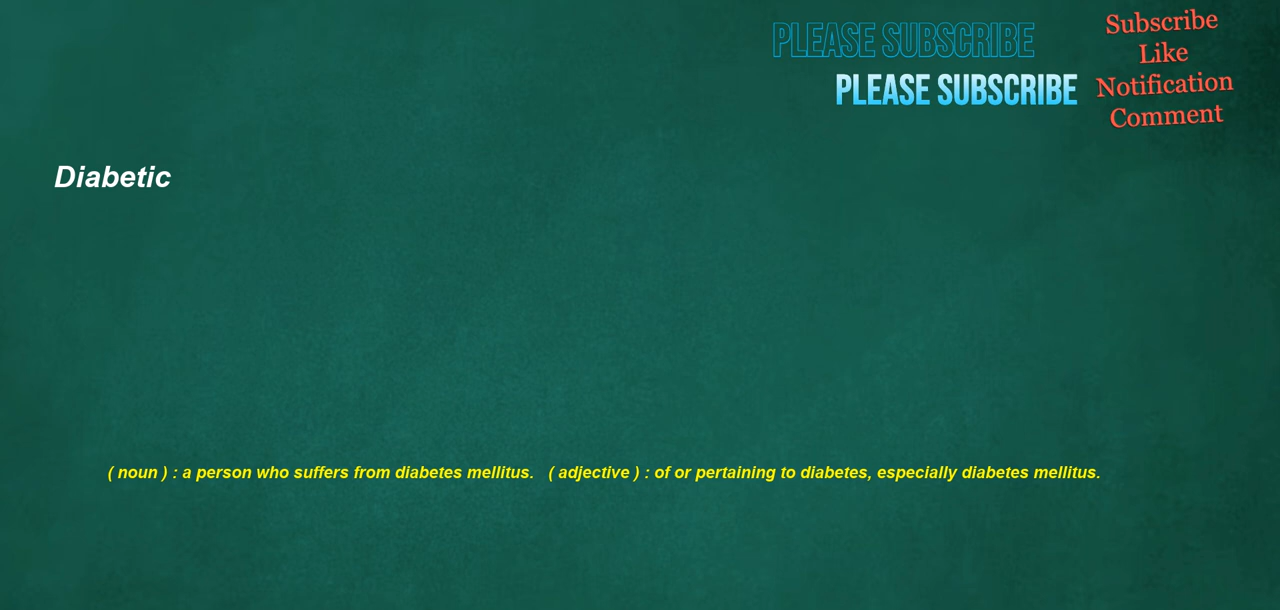 PLEASE SUBSCRIBE
PLEASE SUBSCRIBE
Subscribe
Like
Notification
Comment
Diabetic
( noun ) : a person who suffers from diabetes mellitus.   ( adjective ) : of or pertaining to diabetes, especially diabetes mellitus.